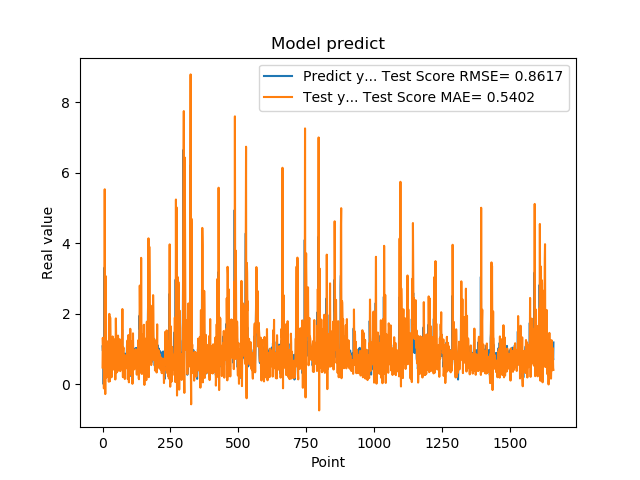 Model predict
Predict y... Test Score RMSE= 0.8617
Test y... Test Score MAE= 0.5402
Real value
8
6
4
2
0
0 250 500 750 1000 1250 1500
Point